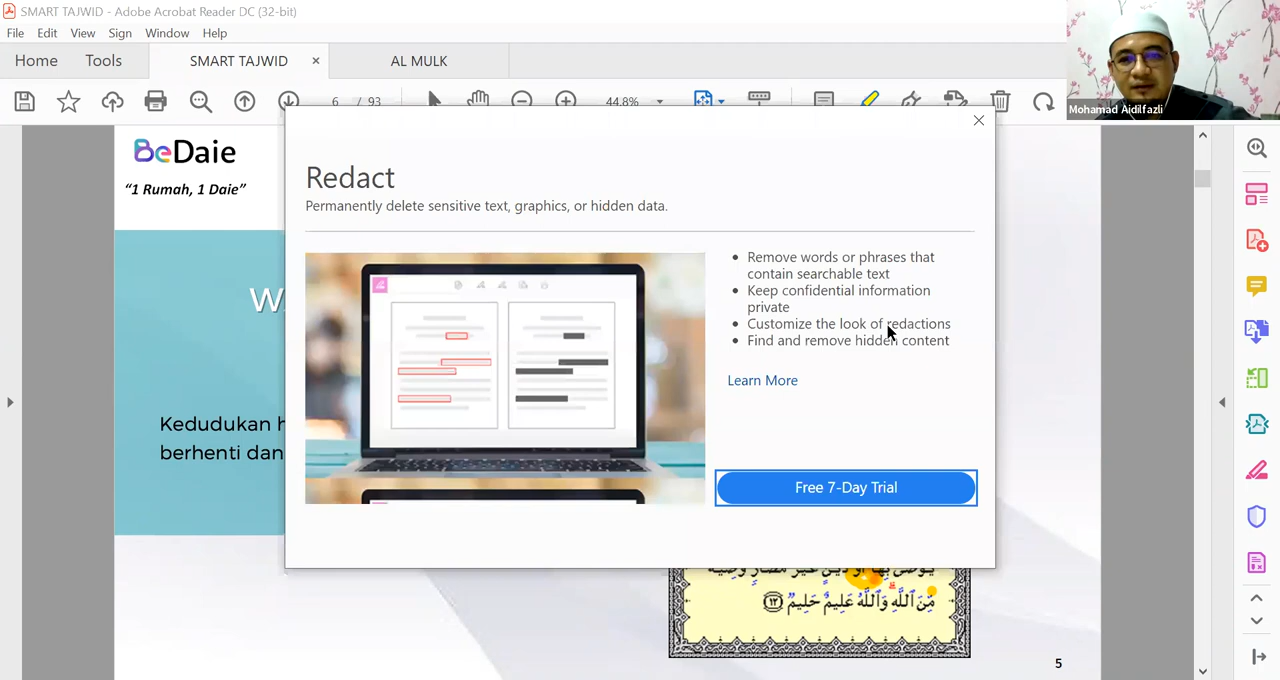 SMART TAJWID - Adobe Acrobat Reader DC (32-bit)
File Edit View Sign Window Help
Home Tools SMART TAJWID × AL MULK
6 / 93 44.8%
Mohamad Aidilfazli
BeDaie
“1 Rumah, 1 Daie”
W
Kedudukan h
berhenti dan
Redact
Permanently delete sensitive text, graphics, or hidden data.
Remove words or phrases that
contain searchable text
Keep confidential information
private
Customize the look of redactions
Find and remove hidden content
Learn More
Free 7-Day Trial
مِّنَ ٱللَّهِ وَٱللَّهُ عَلِيمٌ حَلِيمٌ ١٢
5